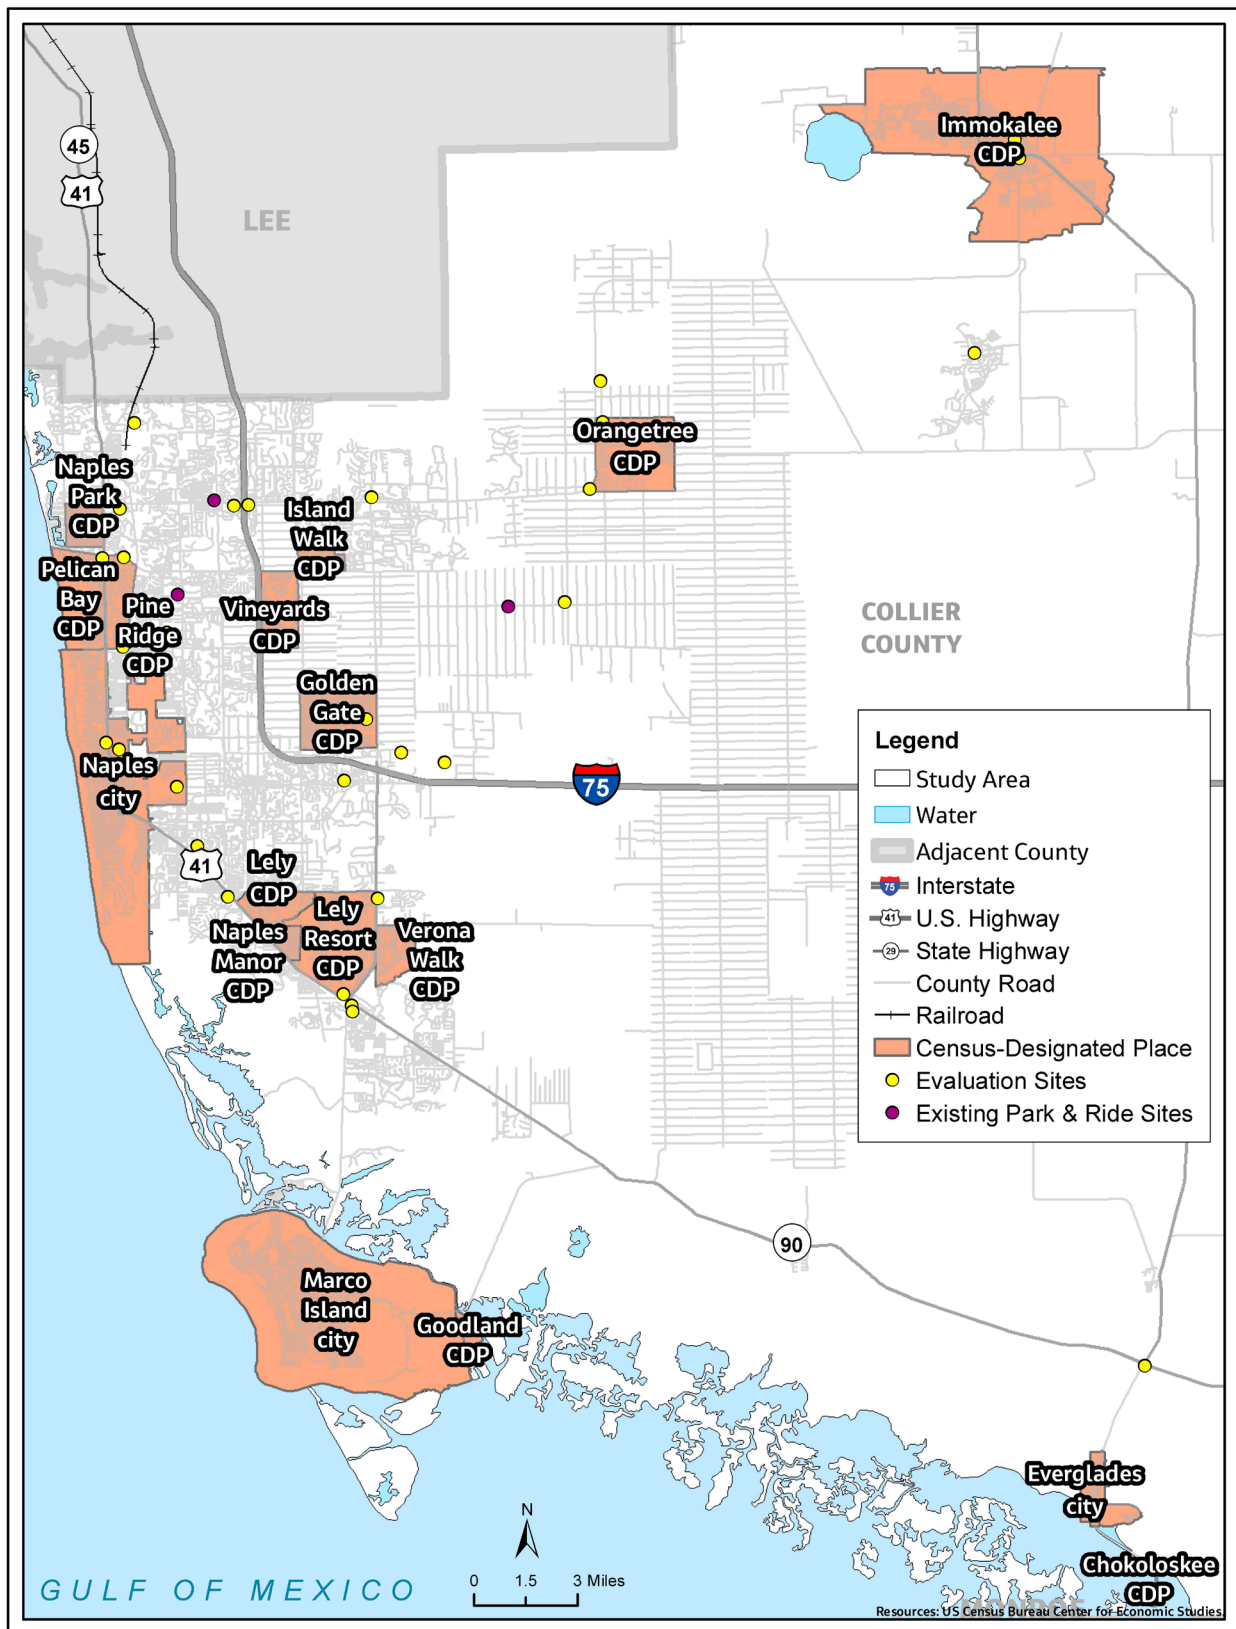 45
41
LEE
Immokalee
CDP
Orangetree
CDP
Naples
Park
CDP
Island
Walk
CDP
Pelican
Bay
CDP
Pine
Ridge
CDP
Vineyards
CDP
COLLIER
COUNTY
Golden
Gate
CDP
Naples
city
75
41
Lely
CDP
Lely
Resort
CDP
Naples
Manor
CDP
Verona
Walk
CDP
Legend
Study Area
Water
Adjacent County
75 Interstate
41 U.S. Highway
29 State Highway
County Road
Railroad
Census-Designated Place
Evaluation Sites
Existing Park & Ride Sites
90
Marco
Island
city
Goodland
CDP
Everglades
city
Chokoloskee
CDP
MONROE
N
0 1.5 3 Miles
GULF OF MEXICO
Resources: US Census Bureau Center for Economic Studies.